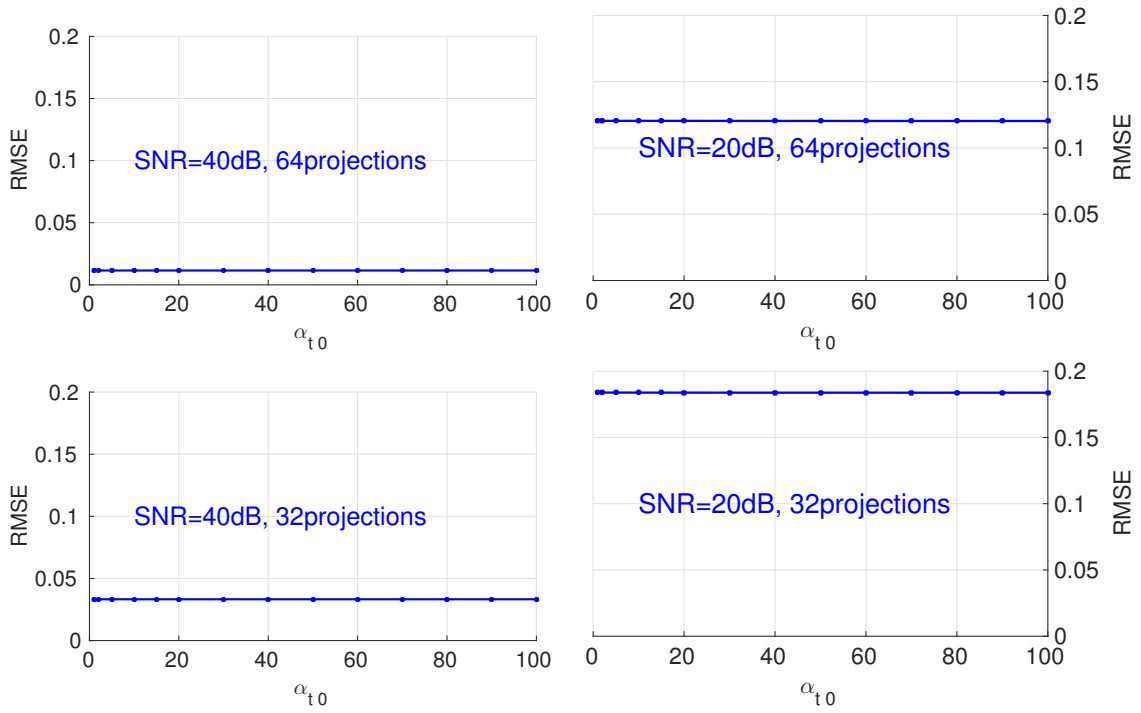 0.2
0.15
0.1
0.05
0
RMSE
SNR=40dB, 64projections
0 20 40 60 80 100
α t 0
0.2
0.15
0.1
0.05
0
RMSE
SNR=20dB, 64projections
0 20 40 60 80 100
α t 0
0.2
0.15
0.1
0.05
0
RMSE
SNR=40dB, 32projections
0 20 40 60 80 100
α t 0
0.2
0.15
0.1
0.05
0
RMSE
SNR=20dB, 32projections
0 20 40 60 80 100
α t 0